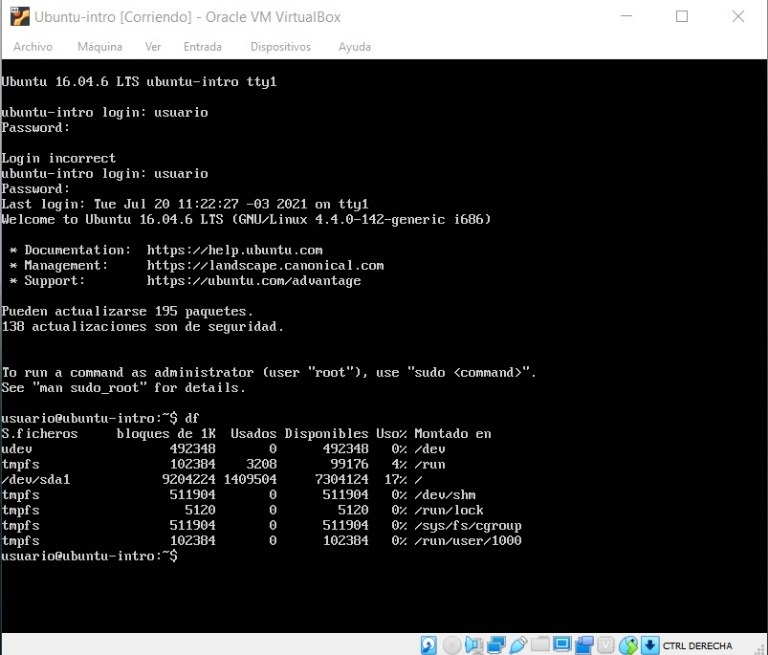 Ubuntu-intro [Corriendo] - Oracle VM VirtualBox
Archivo Máquina Ver Entrada Dispositivos Ayuda
Ubuntu 16.04.6 LTS ubuntu-intro tty1
ubuntu-intro login: usuario
Password:
Login incorrect
ubuntu-intro login: usuario
Password:
Last login: Tue Jul 20 11:22:27 -03 2021 on tty1
Welcome to Ubuntu 16.04.6 LTS (GNU/Linux 4.4.0-142-generic i686)
* Documentation: https://help.ubuntu.com
* Management: https://landscape.canonical.com
* Support: https://ubuntu.com/advantage
Pueden actualizarse 195 paquetes.
138 actualizaciones son de seguridad.
To run a command as administrator (user "root"), use "sudo <command>".
See "man sudo_root" for details.
usuario@ubuntu-intro:~$ df
S.ficheros bloques de 1K Usados Disponibles Uso% Montado en
udev 492348 0 492348 0% /dev
tmpfs 102384 3208 99176 4% /run
/dev/sda1 9204224 1409504 7304124 17% /
tmpfs 511904 0 511904 0% /dev/shm
tmpfs 5120 0 5120 0% /run/lock
tmpfs 511904 0 511904 0% /sys/fs/cgroup
tmpfs 102384 0 102384 0% /run/user/1000
usuario@ubuntu-intro:~$
CTRL DERECHA